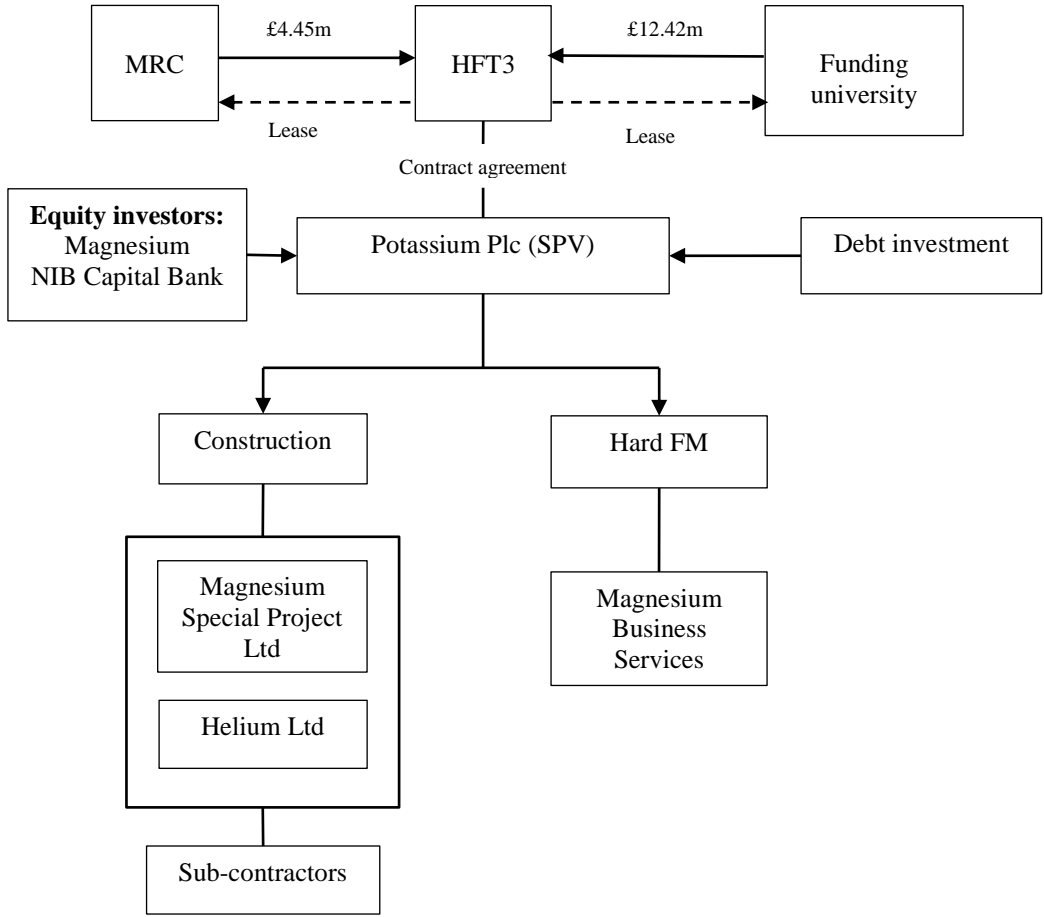 £4.45m
£12.42m
MRC
HFT3
Funding
university
Lease
Lease
Contract agreement
Equity investors:
Magnesium
NIB Capital Bank
Potassium Plc (SPV)
Debt investment
Construction
Hard FM
Magnesium
Special Project
Ltd
Helium Ltd
Magnesium
Business
Services
Sub-contractors